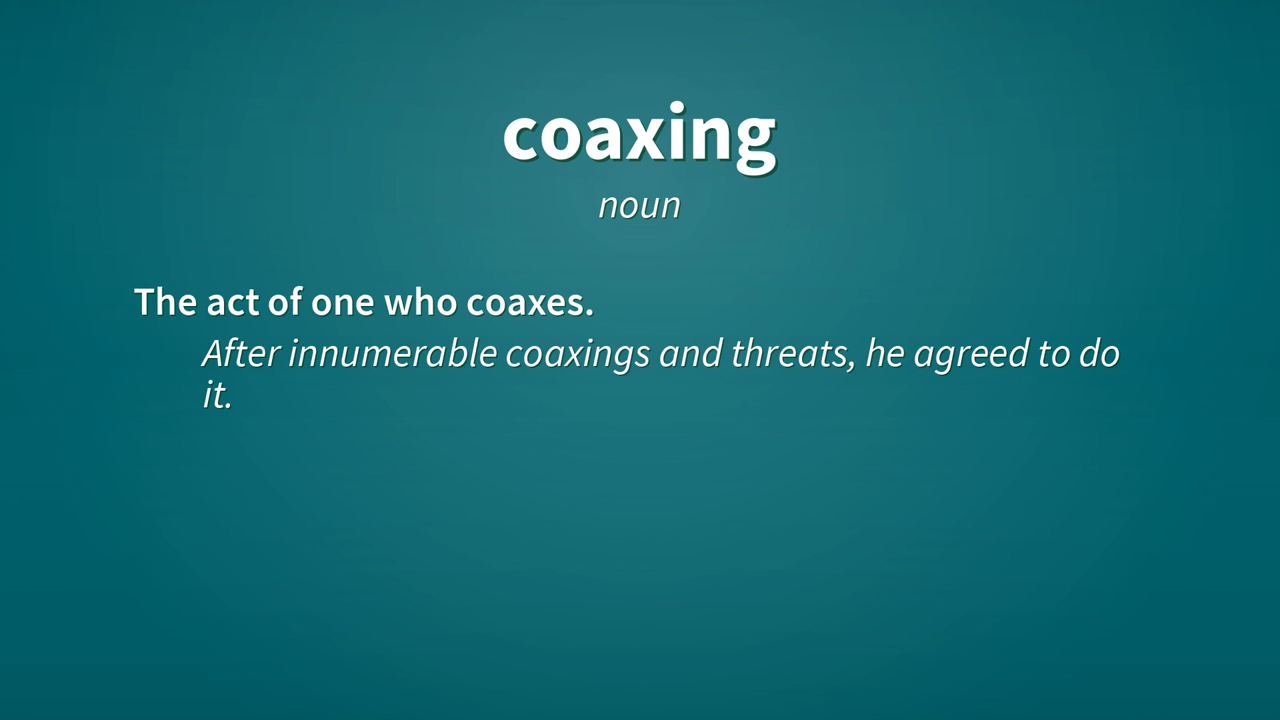 coaxing
noun
The act of one who coaxes.
After innumerable coaxings and threats, he agreed to do
it.